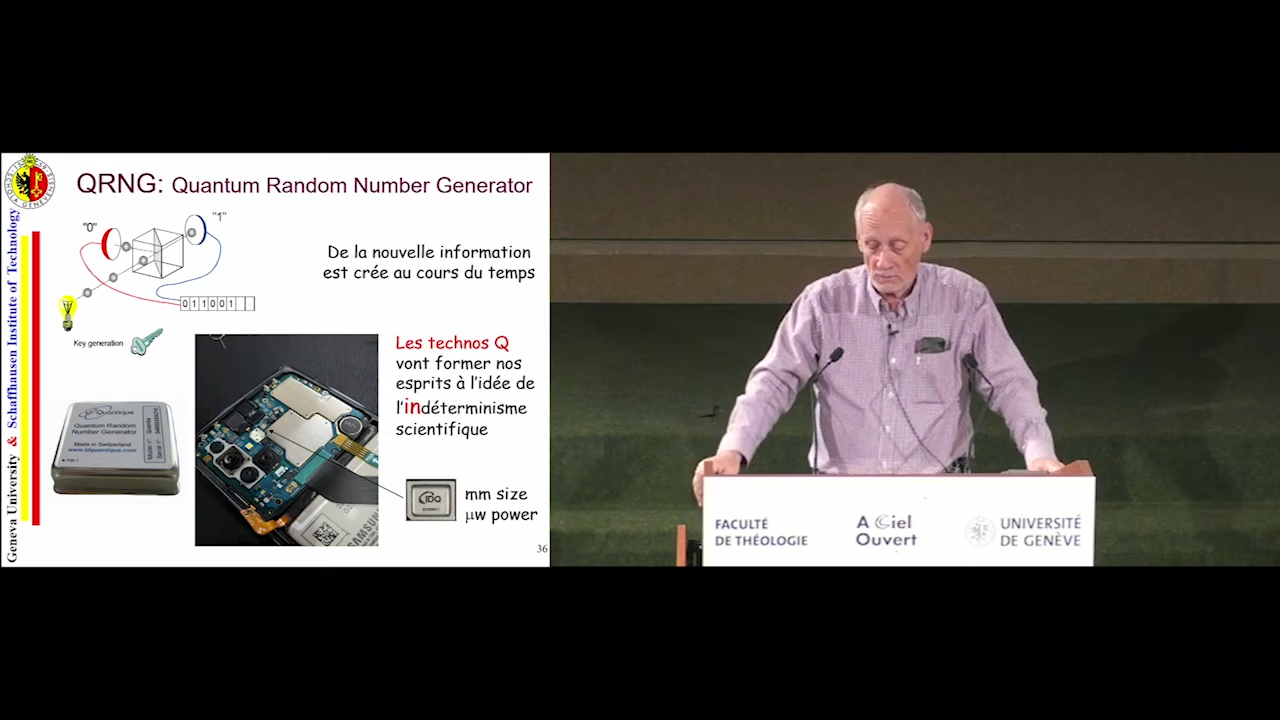 QRNG: Quantum Random Number Generator
"0"
"1"
0 1 1 0 0 1
Key generation
De la nouvelle information
est crée au cours du temps
Les technos Q
vont former nos
esprits à l'idée de
l'indéterminisme
scientifique
Quantique
Quantum Random
Number Generator
Made in Switzerland
www.idquantique.com
IDQ
SAMSU
mm size
µw power
36
Geneva University & Schaffhausen Institute of Technology
FACULTÉ
DE THÉOLOGIE
A Ciel
Ouvert
UNIVERSITÉ
DE GENÈVE